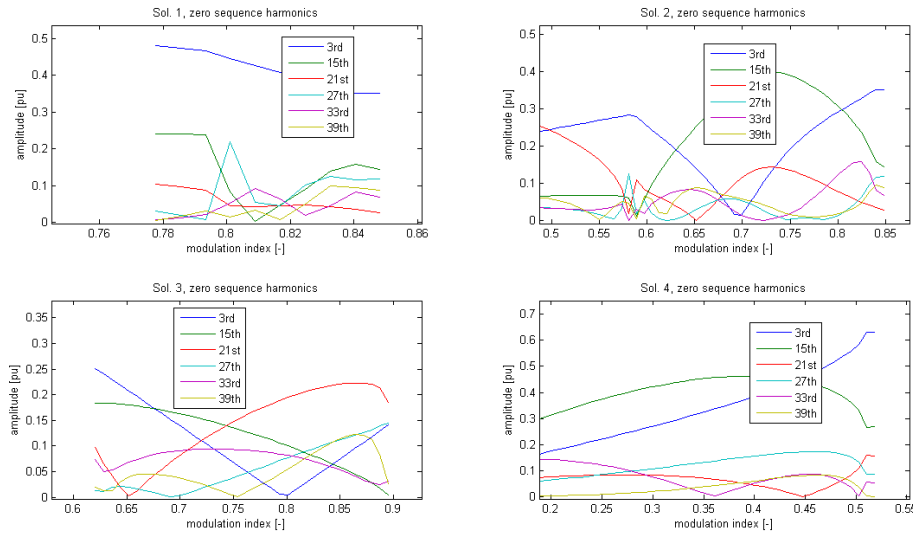 Sol. 1, zero sequence harmonics
0.5
0.4
0.3
0.2
0.1
0
amplitude [pu]
3rd
15th
21st
27th
33rd
39th
0.76 0.78 0.8 0.82 0.84 0.86
modulation index [-]
Sol. 2, zero sequence harmonics
0.5
0.4
0.3
0.2
0.1
0
amplitude [pu]
3rd
15th
21st
27th
33rd
39th
0.5 0.55 0.6 0.65 0.7 0.75 0.8 0.85
modulation index [-]
Sol. 3, zero sequence harmonics
0.35
0.3
0.25
0.2
0.15
0.1
0.05
0
amplitude [pu]
3rd
15th
21st
27th
33rd
39th
0.6 0.65 0.7 0.75 0.8 0.85 0.9
modulation index [-]
Sol. 4, zero sequence harmonics
0.7
0.6
0.5
0.4
0.3
0.2
0.1
0
amplitude [pu]
3rd
15th
21st
27th
33rd
39th
0.2 0.25 0.3 0.35 0.4 0.45 0.5 0.55
modulation index [-]